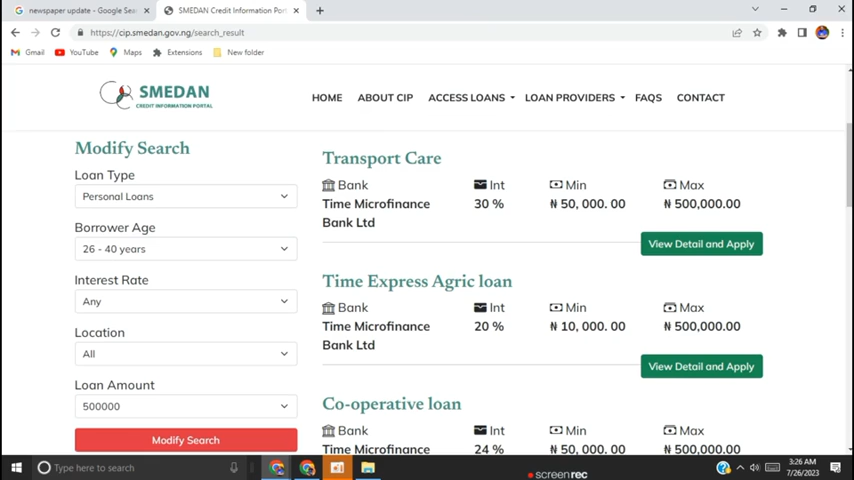 newspaper update - Google Sea
SMEDAN Credit Information Port
https://cip.smedan.gov.ng/search_result
Gmail YouTube Maps Extensions New folder
SMEDAN
CREDIT INFORMATION PORTAL
HOME ABOUT CIP ACCESS LOANS LOAN PROVIDERS FAQS CONTACT
Modify Search
Loan Type
Personal Loans
Borrower Age
26 - 40 years
Interest Rate
Any
Location
All
Loan Amount
500000
Modify Search
Transport Care
Bank Int Min Max
Time Microfinance 30 % ₦ 50, 000. 00 ₦ 500,000.00
Bank Ltd
View Detail and Apply
Time Express Agric loan
Bank Int Min Max
Time Microfinance 20 % ₦ 10, 000. 00 ₦ 500,000.00
Bank Ltd
View Detail and Apply
Co-operative loan
Bank Int Min Max
Time Microfinance 24 % ₦ 50, 000. 00 ₦ 500,000.00
Type here to search
screenrec
3:26 AM
7/26/2023